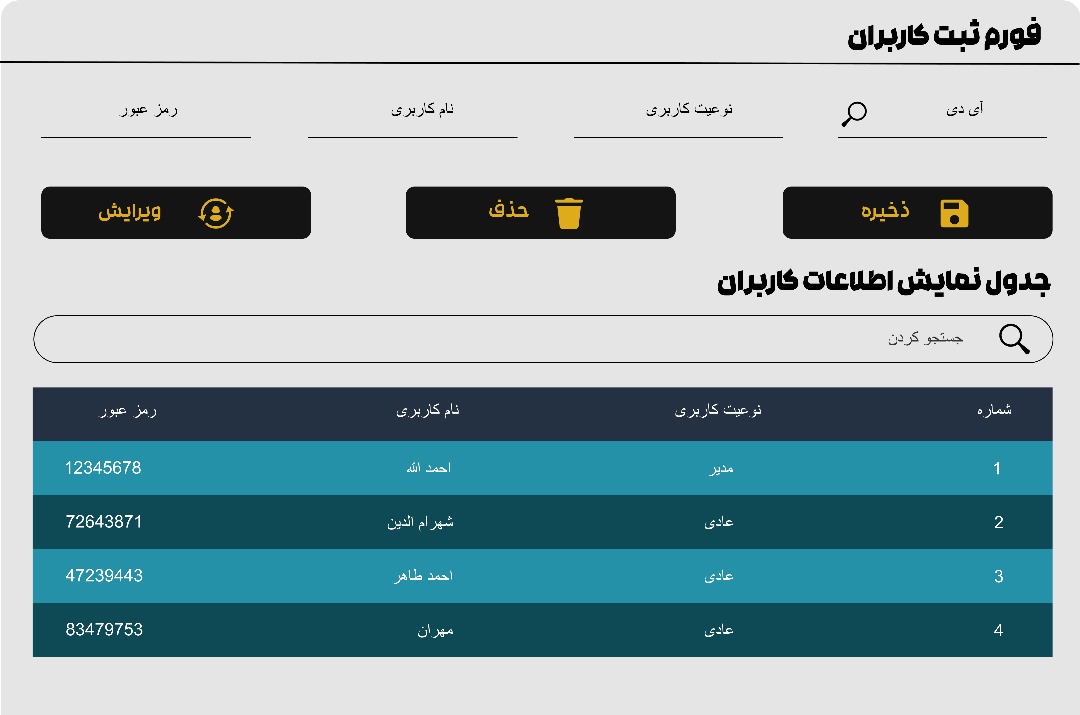 فورم ثبت کاربران
آی دی نوعیت کاربری نام کاربری رمز عبور
ذخیره حذف ویرایش
جدول نمایش اطلاعات کاربران
جستجو کردن
شماره نوعیت کاربری نام کاربری رمز عبور
1 مدیر احمد الله 12345678
2 عادی شهرام الدین 72643871
3 عادی احمد طاهر 47239443
4 عادی مهران 83479753